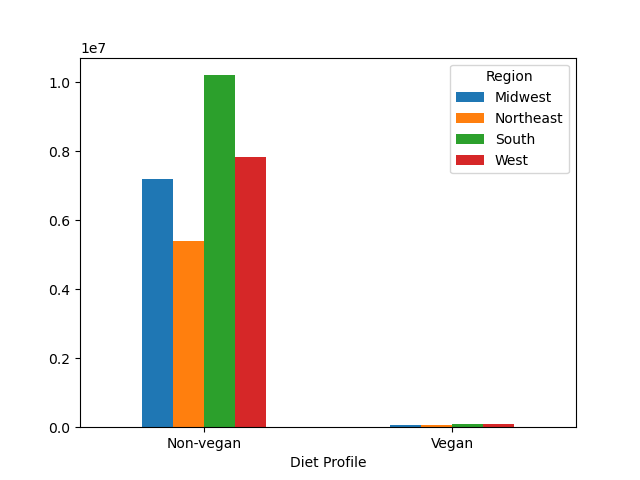 1e7
1.0
0.8
0.6
0.4
0.2
0.0
Non-vegan
Vegan
Diet Profile
Region
Midwest
Northeast
South
West